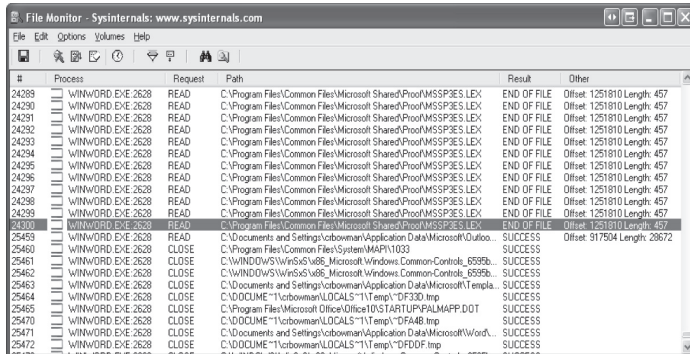 File Monitor - Sysinternals: www.sysinternals.com
File Edit Options Volumes Help
# Process Request Path Result Other
24289 WINWORD.EXE:2628 READ C:\Program Files\Common Files\Microsoft Shared\Proof\MSSP3ES.LEX END OF FILE Offset: 1251810 Length: 457
24290 WINWORD.EXE:2628 READ C:\Program Files\Common Files\Microsoft Shared\Proof\MSSP3ES.LEX END OF FILE Offset: 1251810 Length: 457
24291 WINWORD.EXE:2628 READ C:\Program Files\Common Files\Microsoft Shared\Proof\MSSP3ES.LEX END OF FILE Offset: 1251810 Length: 457
24292 WINWORD.EXE:2628 READ C:\Program Files\Common Files\Microsoft Shared\Proof\MSSP3ES.LEX END OF FILE Offset: 1251810 Length: 457
24293 WINWORD.EXE:2628 READ C:\Program Files\Common Files\Microsoft Shared\Proof\MSSP3ES.LEX END OF FILE Offset: 1251810 Length: 457
24294 WINWORD.EXE:2628 READ C:\Program Files\Common Files\Microsoft Shared\Proof\MSSP3ES.LEX END OF FILE Offset: 1251810 Length: 457
24295 WINWORD.EXE:2628 READ C:\Program Files\Common Files\Microsoft Shared\Proof\MSSP3ES.LEX END OF FILE Offset: 1251810 Length: 457
24296 WINWORD.EXE:2628 READ C:\Program Files\Common Files\Microsoft Shared\Proof\MSSP3ES.LEX END OF FILE Offset: 1251810 Length: 457
24297 WINWORD.EXE:2628 READ C:\Program Files\Common Files\Microsoft Shared\Proof\MSSP3ES.LEX END OF FILE Offset: 1251810 Length: 457
24298 WINWORD.EXE:2628 READ C:\Program Files\Common Files\Microsoft Shared\Proof\MSSP3ES.LEX END OF FILE Offset: 1251810 Length: 457
24299 WINWORD.EXE:2628 READ C:\Program Files\Common Files\Microsoft Shared\Proof\MSSP3ES.LEX END OF FILE Offset: 1251810 Length: 457
24300 WINWORD.EXE:2628 READ C:\Program Files\Common Files\Microsoft Shared\Proof\MSSP3ES.LEX END OF FILE Offset: 1251810 Length: 457
25459 WINWORD.EXE:2628 READ C:\Documents and Settings\crbowman\Application Data\Microsoft\Outloo... SUCCESS Offset: 917504 Length: 28672
25460 WINWORD.EXE:2628 CLOSE C:\Program Files\Common Files\System\MAPI\1033 SUCCESS
25461 WINWORD.EXE:2628 CLOSE C:\WINDOWS\WinSxS\x86_Microsoft.Windows.Common-Controls_6595b... SUCCESS
25462 WINWORD.EXE:2628 CLOSE C:\WINDOWS\WinSxS\x86_Microsoft.Windows.Common-Controls_6595b... SUCCESS
25463 WINWORD.EXE:2628 CLOSE C:\Documents and Settings\crbowman\Application Data\Microsoft\Templa... SUCCESS
25464 WINWORD.EXE:2628 CLOSE C:\DOCUME~1\crbowman\LOCALS~1\Temp\~DF33D.tmp SUCCESS
25465 WINWORD.EXE:2628 CLOSE C:\Program Files\Microsoft Office\Office10\STARTUP\PALMAPP.DOT SUCCESS
25470 WINWORD.EXE:2628 CLOSE C:\DOCUME~1\crbowman\LOCALS~1\Temp\~DFA4B.tmp SUCCESS
25471 WINWORD.EXE:2628 CLOSE C:\Documents and Settings\crbowman\Application Data\Microsoft\Word\... SUCCESS
25472 WINWORD.EXE:2628 CLOSE C:\DOCUME~1\crbowman\LOCALS~1\Temp\~DFDDF.tmp SUCCESS